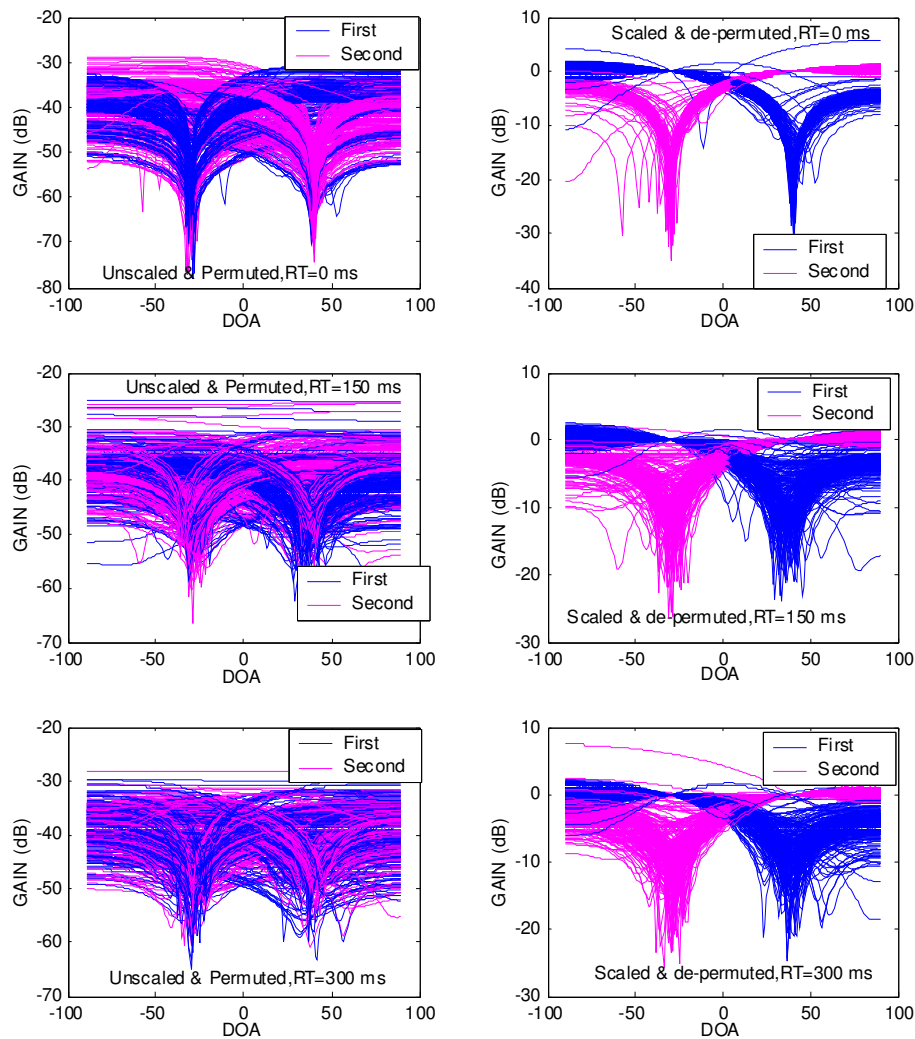 -20
-30
-40
-50
-60
-70
-80
-100
-50
0
50
100
GAIN (dB)
DOA
First
Second
Unscaled & Permuted,RT=0 ms
10
0
-10
-20
-30
-40
-100
-50
0
50
100
GAIN (dB)
DOA
Scaled & de-permuted,RT=0 ms
First
Second
-20
-30
-40
-50
-60
-70
-100
-50
0
50
100
GAIN (dB)
DOA
Unscaled & Permuted,RT=150 ms
First
Second
10
0
-10
-20
-30
-100
-50
0
50
100
GAIN (dB)
DOA
First
Second
Scaled & de-permuted,RT=150 ms
-20
-30
-40
-50
-60
-70
-100
-50
0
50
100
GAIN (dB)
DOA
First
Second
Unscaled & Permuted,RT=300 ms
10
0
-10
-20
-30
-100
-50
0
50
100
GAIN (dB)
DOA
First
Second
Scaled & de-permuted,RT=300 ms